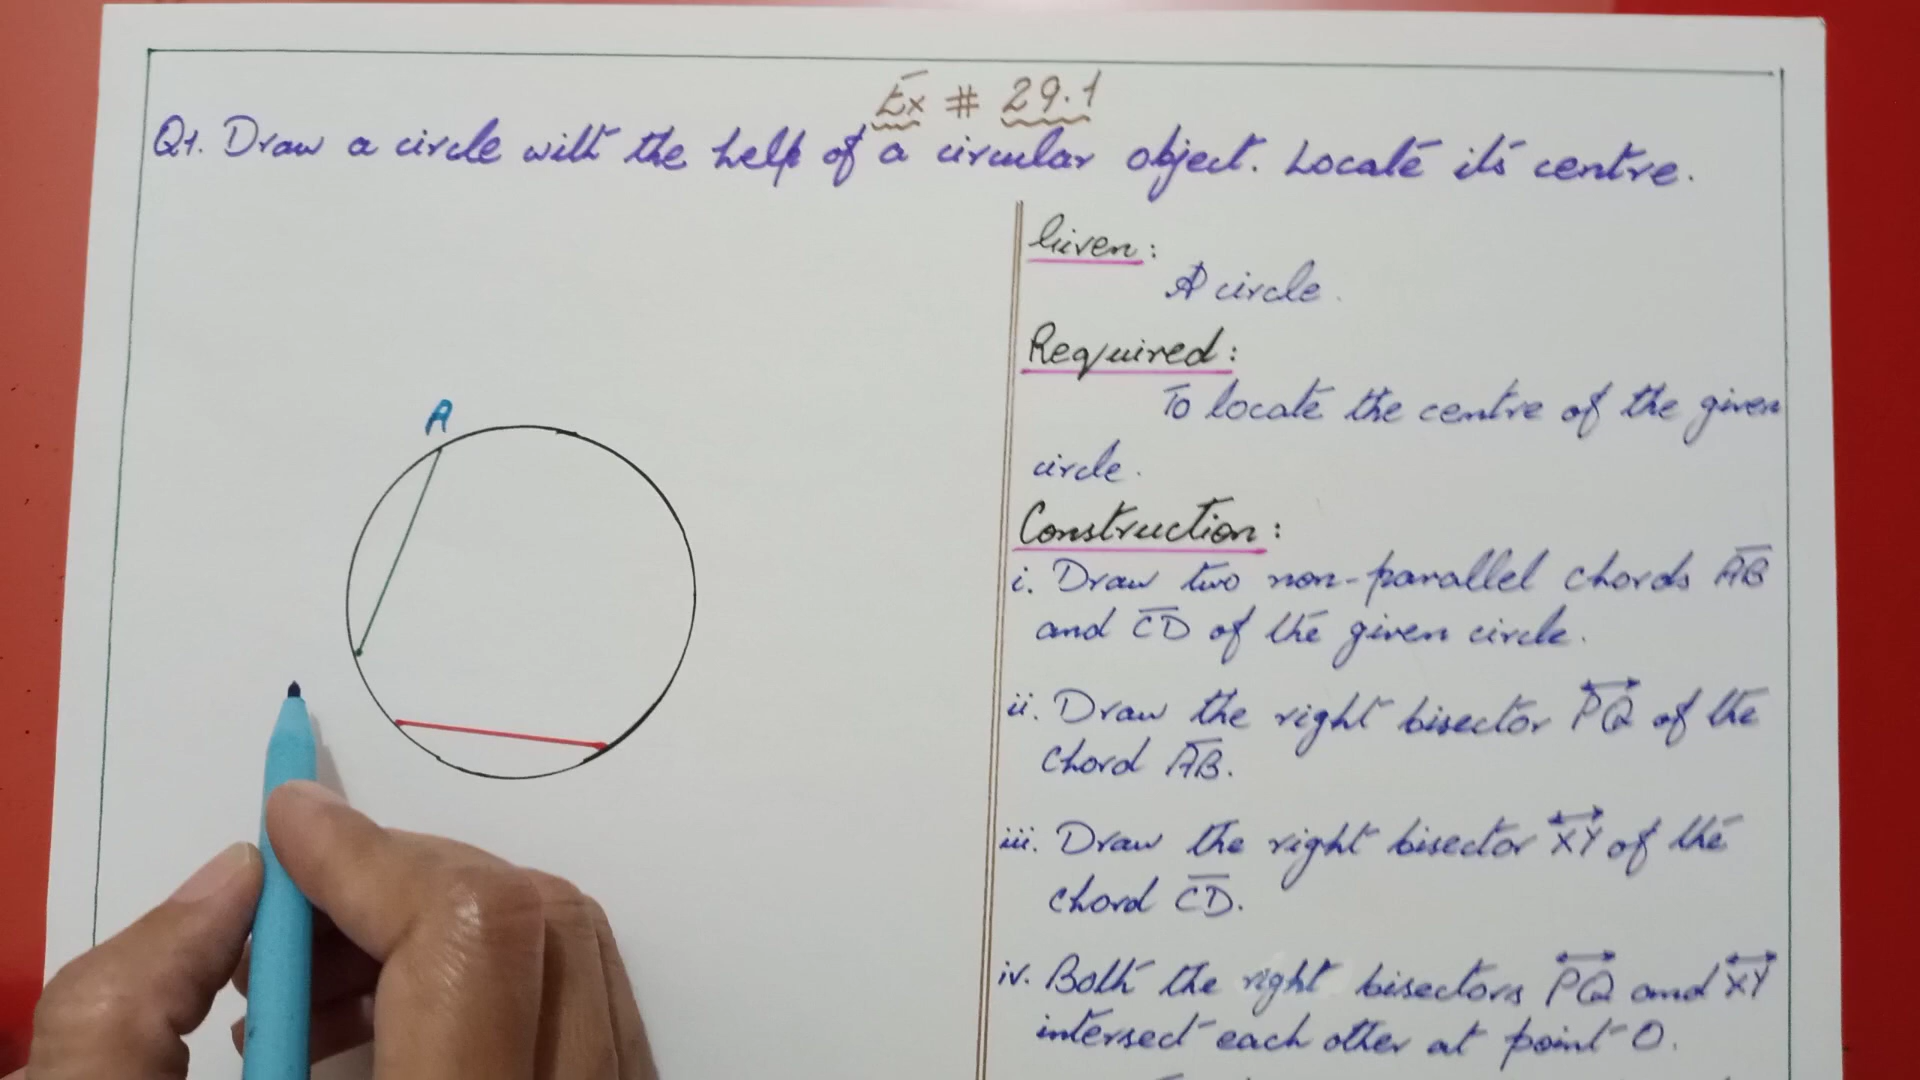 Ex # 29.1
Q1. Draw a circle with the help of a circular object. Locate its centre.
Given:
A circle.
Required:
To locate the centre of the given
circle.
Construction:
i. Draw two non-parallel chords AB
and CD of the given circle.
ii. Draw the right bisector PQ of the
chord AB.
iii. Draw the right bisector XY of the
chord CD.
iv. Both the right bisectors PQ and XY
intersect each other at point O.
A